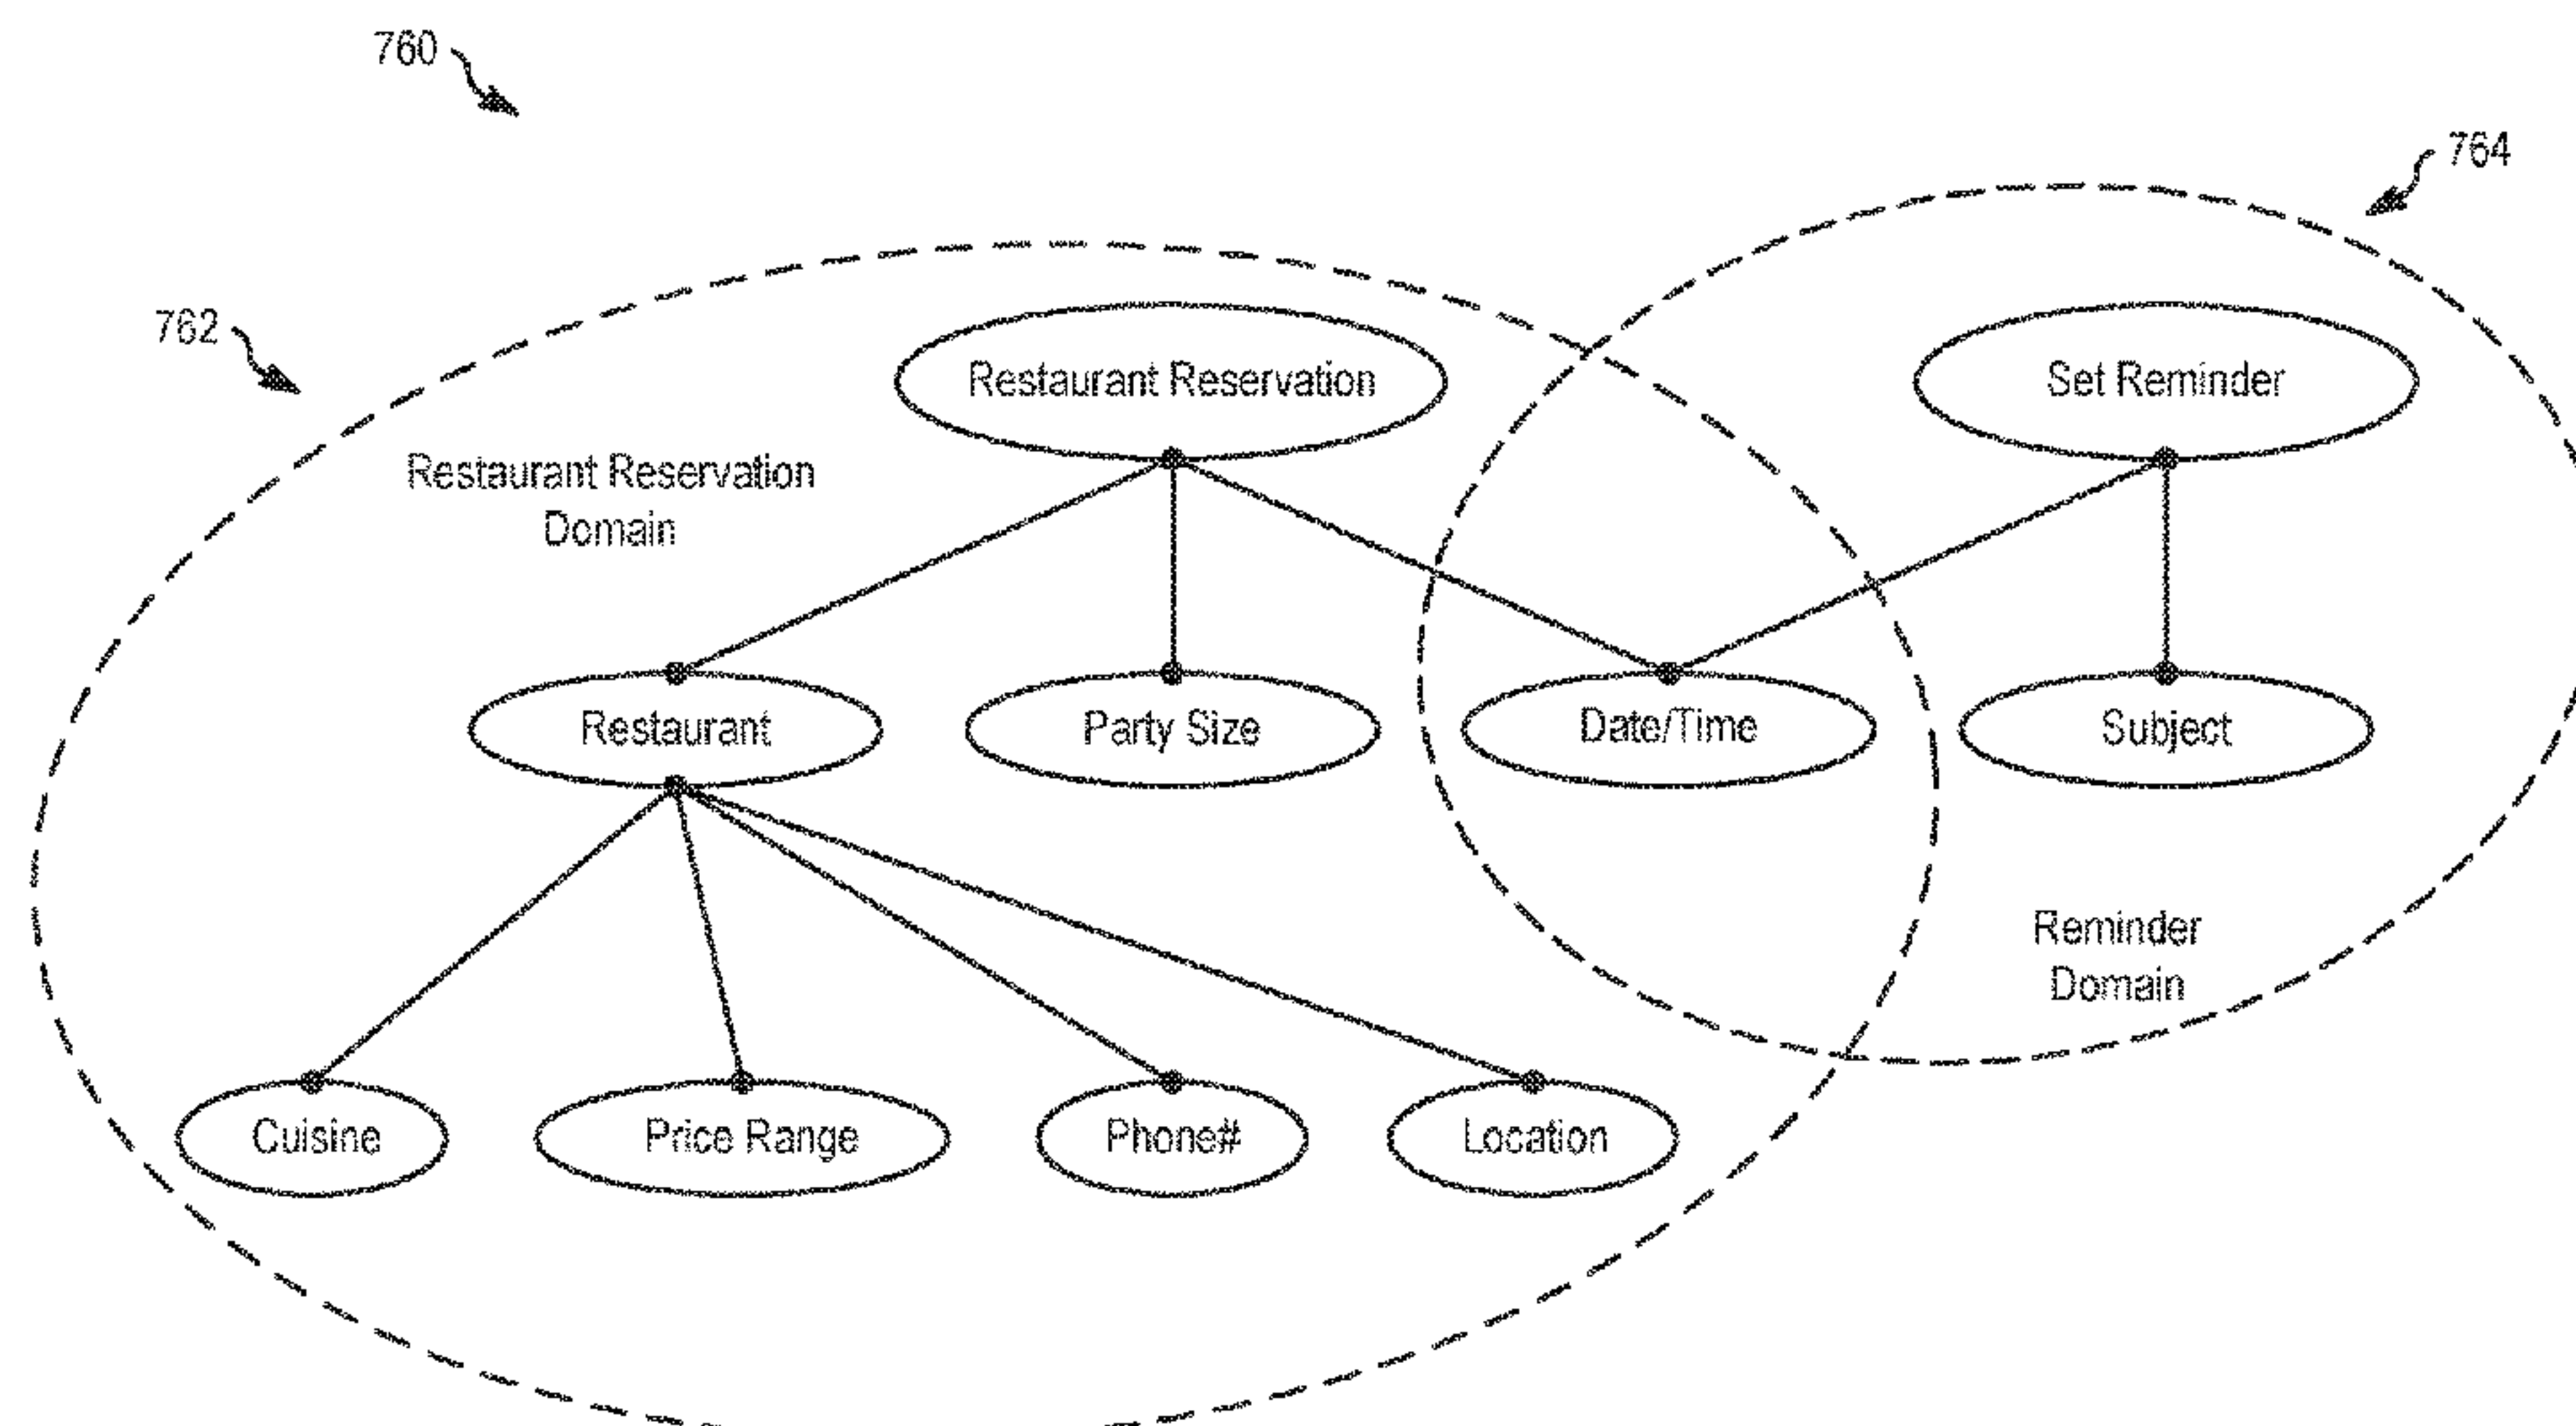 760
764
762
Restaurant Reservation
Set Reminder
Restaurant Reservation
Domain
Restaurant
Party Size
Date/Time
Subject
Reminder
Domain
Cuisine
Price Range
Phone#
Location